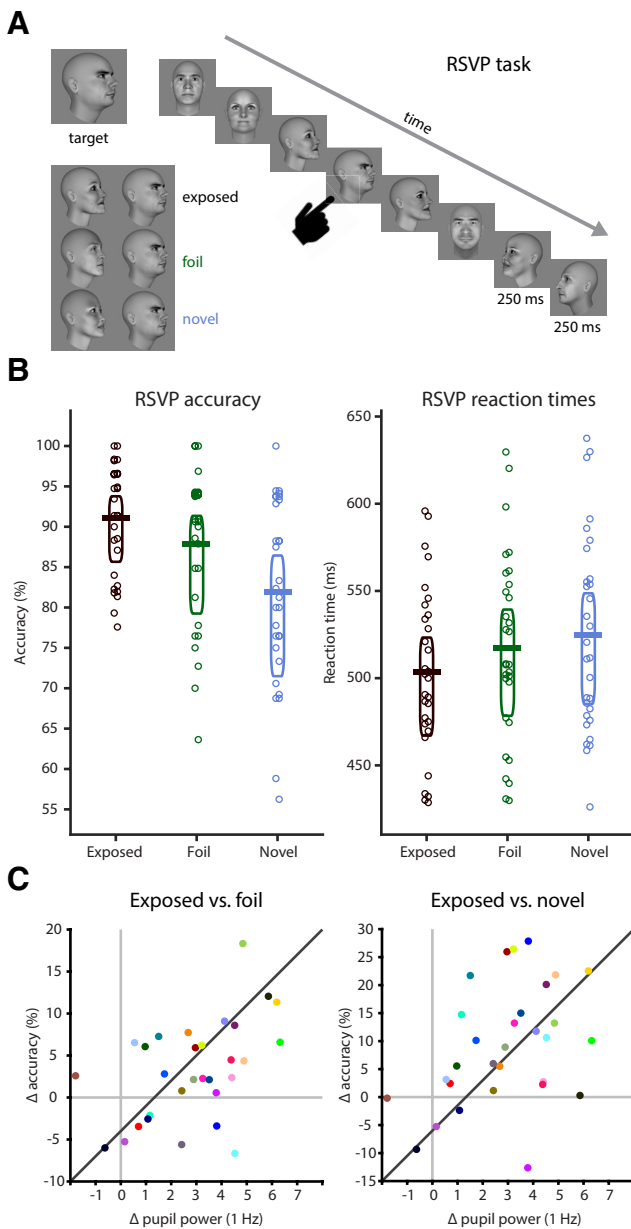 A
RSVP task
time
target
exposed
foil
novel
250 ms
250 ms
B
RSVP accuracy
Accuracy (%)
100
95
90
85
80
75
70
65
60
55
Exposed Foil Novel
RSVP reaction times
Reaction time (ms)
650
600
550
500
450
Exposed Foil Novel
C
Exposed vs. foil
Δ accuracy (%)
20
15
10
5
0
-5
-10
-1 0 1 2 3 4 5 6 7
Δ pupil power (1 Hz)
Exposed vs. novel
Δ accuracy (%)
30
25
20
15
10
5
0
-5
-10
-15
-1 0 1 2 3 4 5 6 7
Δ pupil power (1 Hz)